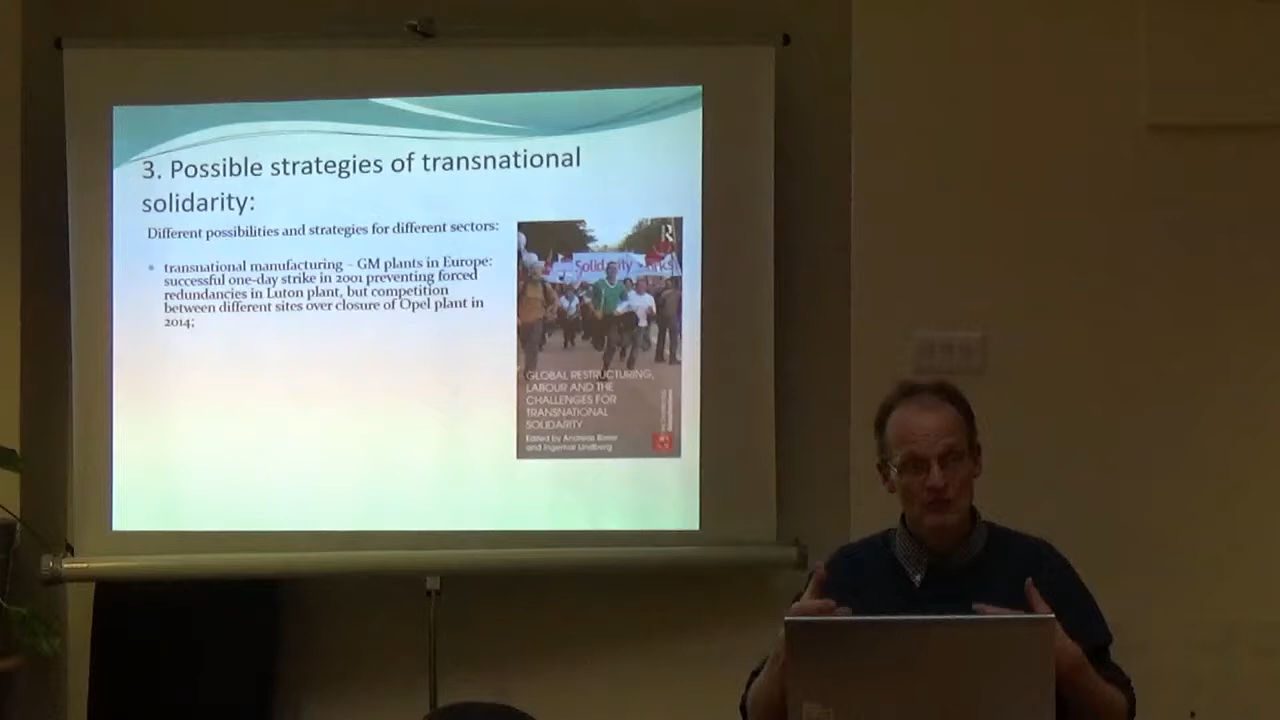 3. Possible strategies of transnational
solidarity:
Different possibilities and strategies for different sectors:
transnational manufacturing – GM plants in Europe:
successful one-day strike in 2001 preventing forced
redundancies in Luton plant, but competition
between different sites over closure of Opel plant in
2014;
R
Solidarity
GLOBAL RESTRUCTURING,
LABOUR AND THE
CHALLENGES FOR
TRANSNATIONAL
SOLIDARITY
Edited by Andreas Bieler
and Ingemar Lindberg